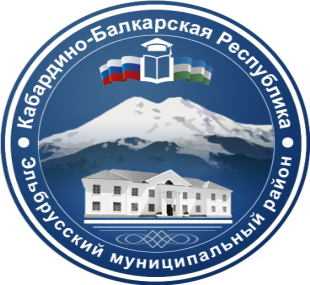 Кабардино-Балкарская Республика
Эльбрусский муниципальный район